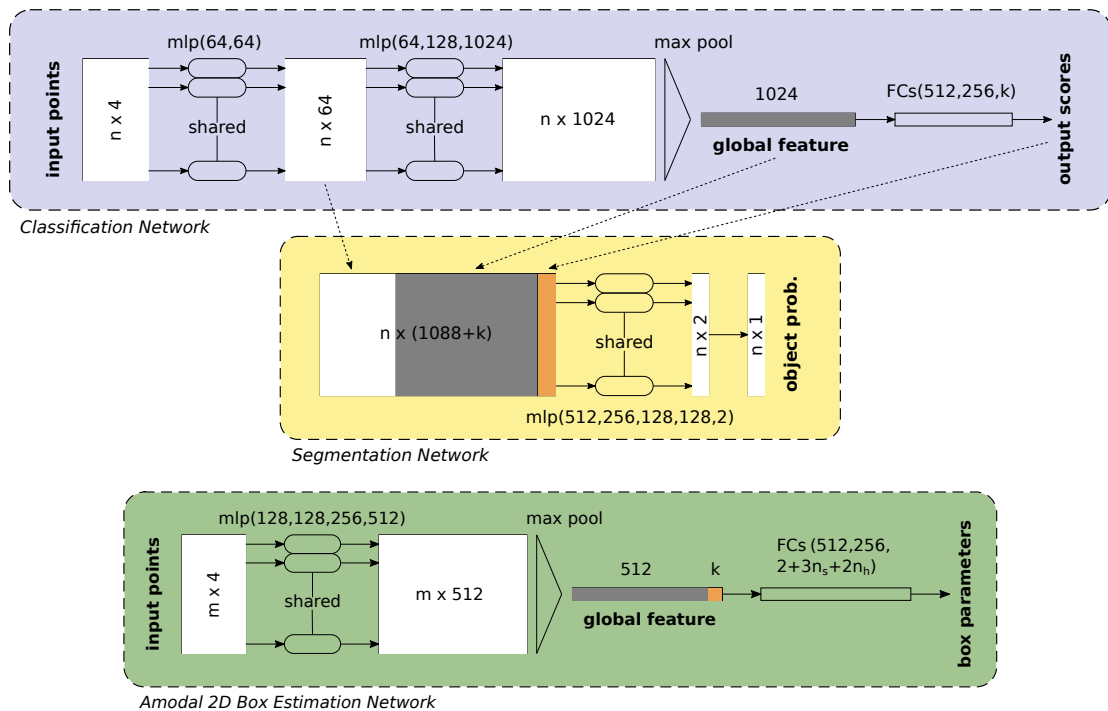 mlp(64,64)
mlp(64,128,1024)
max pool
input points
n x 4
shared
n x 64
shared
n x 1024
1024
global feature
FCs(512,256,k)
output scores
Classification Network
n x (1088+k)
shared
mlp(512,256,128,128,2)
n x 2
n x 1
object prob.
Segmentation Network
mlp(128,128,256,512)
max pool
input points
m x 4
shared
m x 512
512
k
global feature
FCs (512,256,
2+3nₛ+2nₕ)
box parameters
Amodal 2D Box Estimation Network